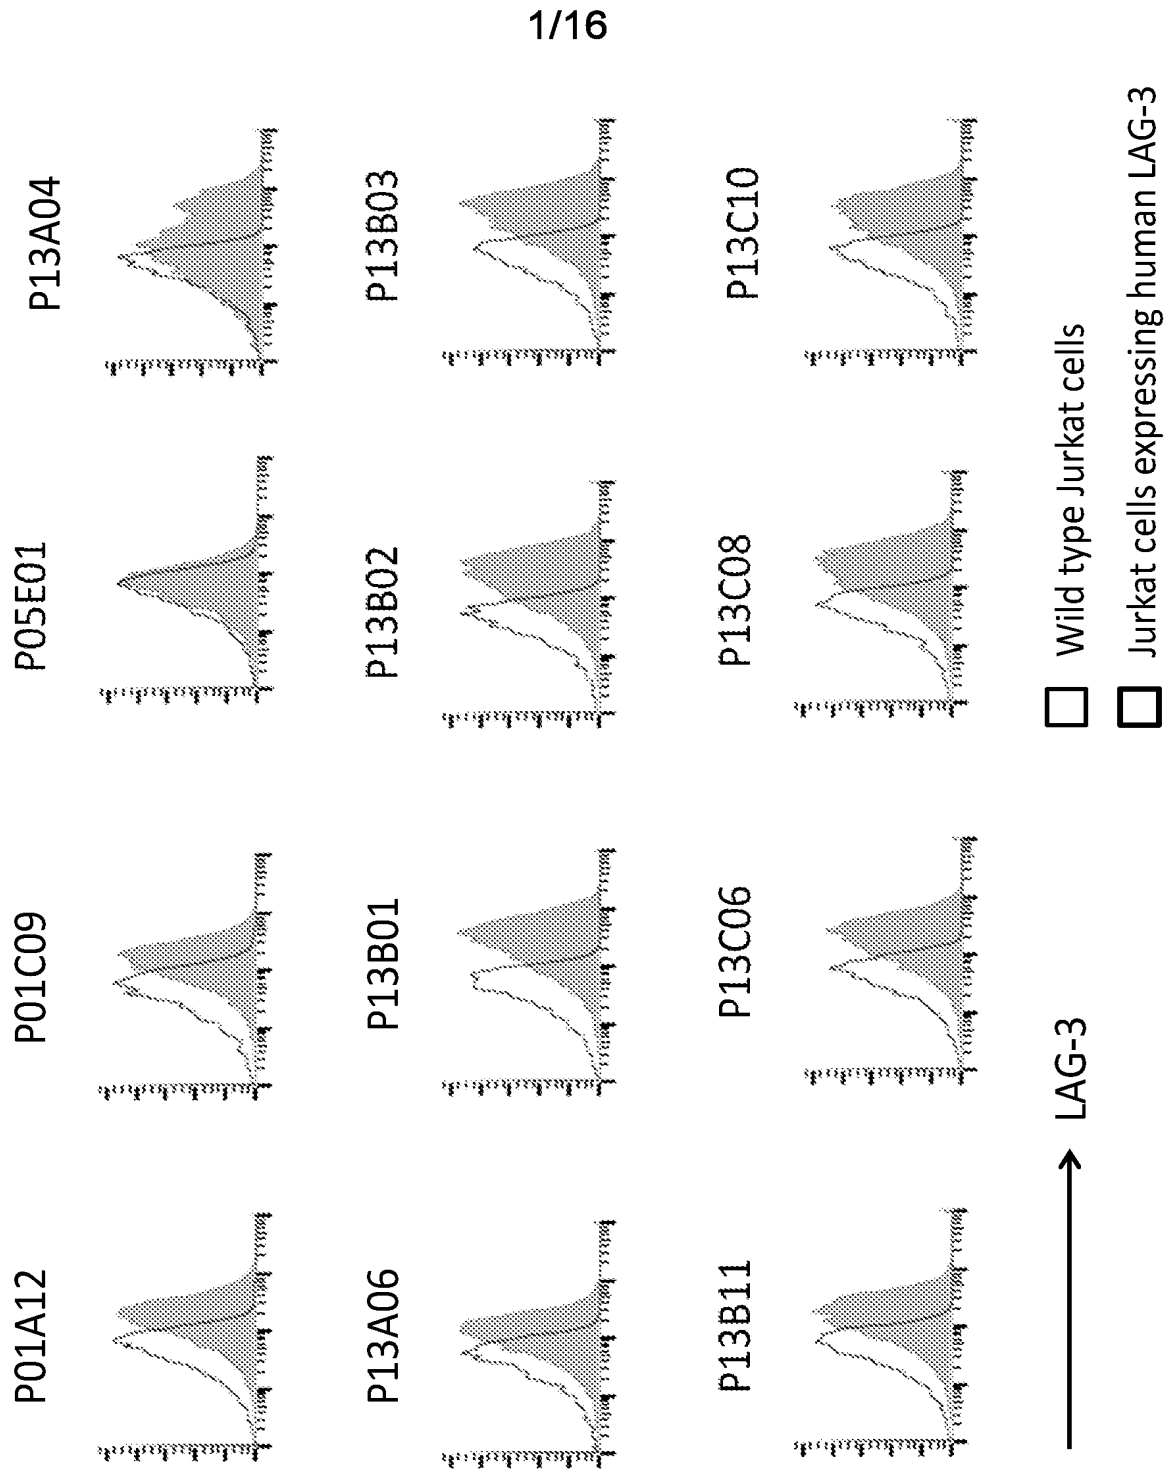 1/16
P01A12
P01C09
P05E01
P13A04
P13A06
P13B01
P13B02
P13B03
P13B11
P13C06
P13C08
P13C10
LAG-3
Wild type Jurkat cells
Jurkat cells expressing human LAG-3